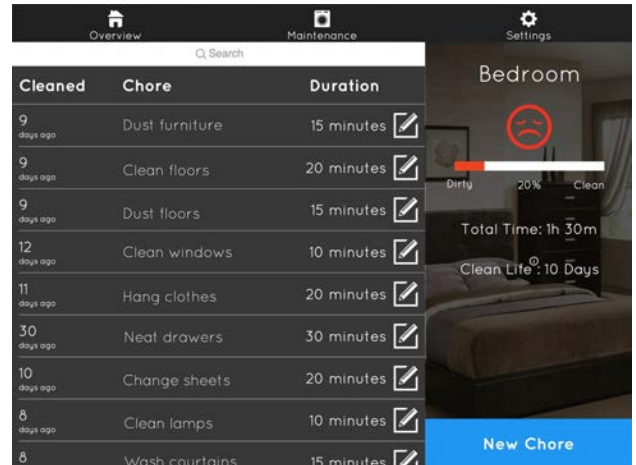 Overview
Maintenance
Settings
Search
Cleaned Chore Duration
9 days ago Dust furniture 15 minutes
9 days ago Clean floors 20 minutes
9 days ago Dust floors 15 minutes
12 days ago Clean windows 10 minutes
11 days ago Hang clothes 20 minutes
30 days ago Neat drawers 30 minutes
10 days ago Change sheets 20 minutes
8 days ago Clean lamps 10 minutes
8 Wash courtains 15 minutes
Bedroom
Dirty 20% Clean
Total Time: 1h 30m
Clean Life: 10 Days
New Chore